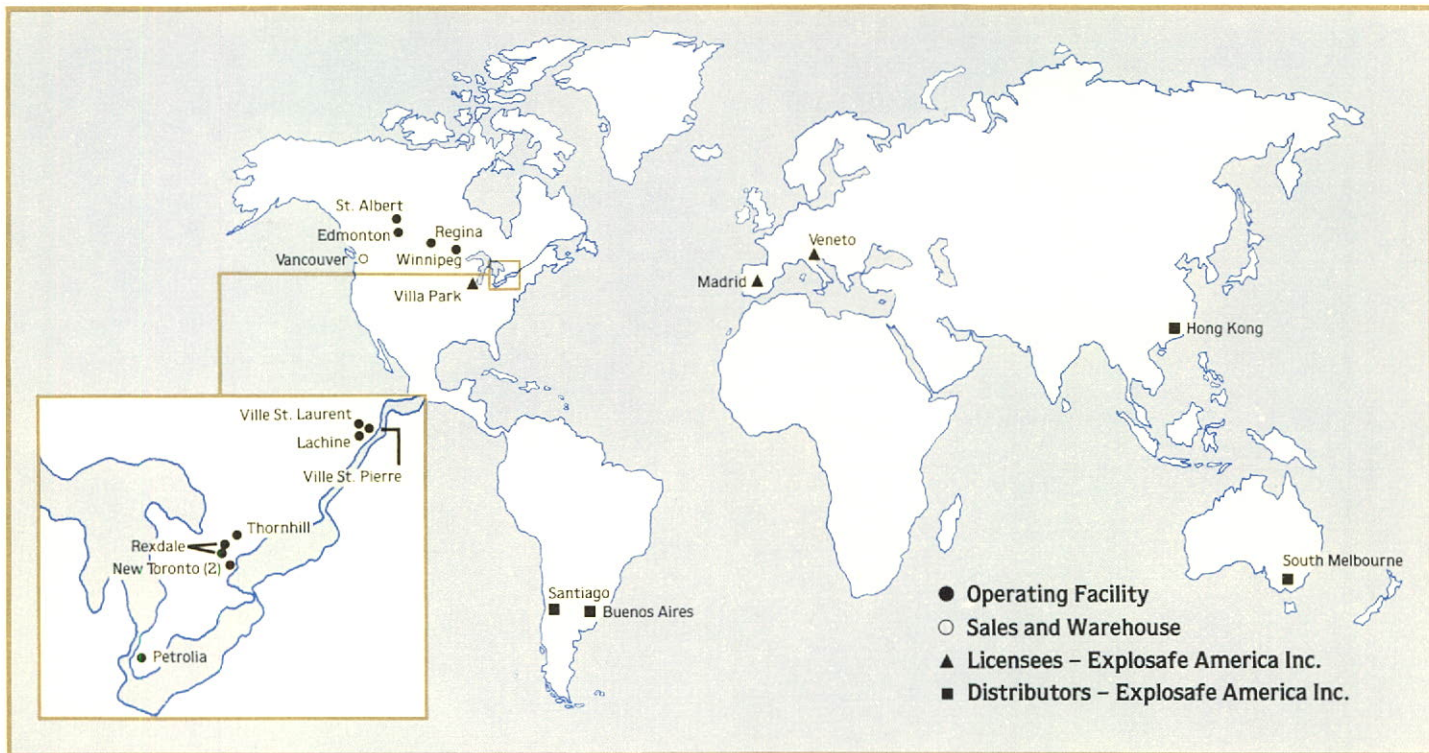 St. Albert
Edmonton
Regina
Winnipeg
Vancouver
Villa Park
Veneto
Madrid
Hong Kong
Ville St. Laurent
Lachine
Ville St. Pierre
Thornhill
Rexdale
New Toronto (2)
Petrolia
Santiago
Buenos Aires
South Melbourne
Operating Facility
Sales and Warehouse
Licensees – Explosafe America Inc.
Distributors – Explosafe America Inc.